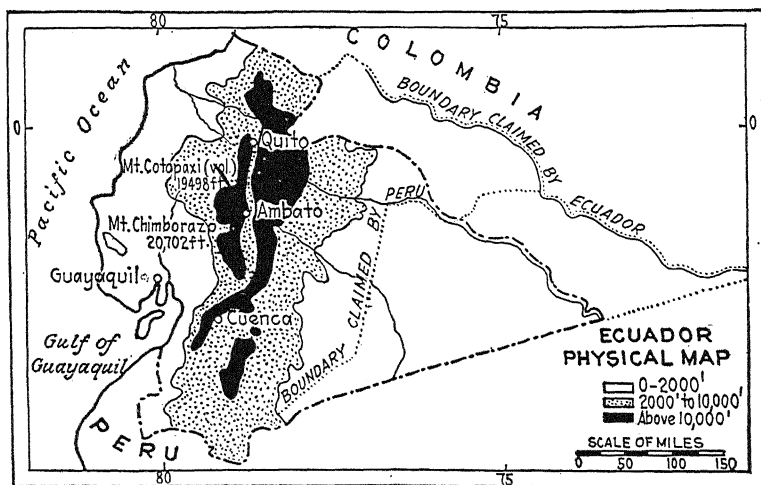 80
75
COLOMBIA
Pacific Ocean
BOUNDARY CLAIMED BY ECUADOR
0
0
Quito
Mt. Cotopaxi (vol)
19498 ft.
PERU
Ambato
Mt. Chimborazo
20,702 ft.
BOUNDARY CLAIMED BY
Guayaquil
Gulf of
Guayaquil
Cuenca
ECUADOR
PHYSICAL MAP
0-2000'
2000' to 10,000'
Above 10,000'
SCALE OF MILES
0 50 100 150
PERU
80
75